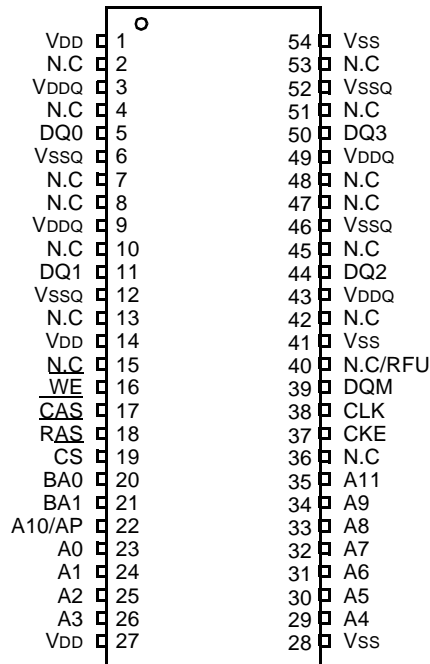 VDD 1 54 VSS
N.C 2 53 N.C
VDDQ 3 52 VSSQ
N.C 4 51 N.C
DQ0 5 50 DQ3
VSSQ 6 49 VDDQ
N.C 7 48 N.C
N.C 8 47 N.C
VDDQ 9 46 VSSQ
N.C 10 45 N.C
DQ1 11 44 DQ2
VSSQ 12 43 VDDQ
N.C 13 42 N.C
VDD 14 41 VSS
N.C 15 40 N.C/RFU
WE 16 39 DQM
CAS 17 38 CLK
RAS 18 37 CKE
CS 19 36 N.C
BA0 20 35 A11
BA1 21 34 A9
A10/AP 22 33 A8
A0 23 32 A7
A1 24 31 A6
A2 25 30 A5
A3 26 29 A4
VDD 27 28 VSS